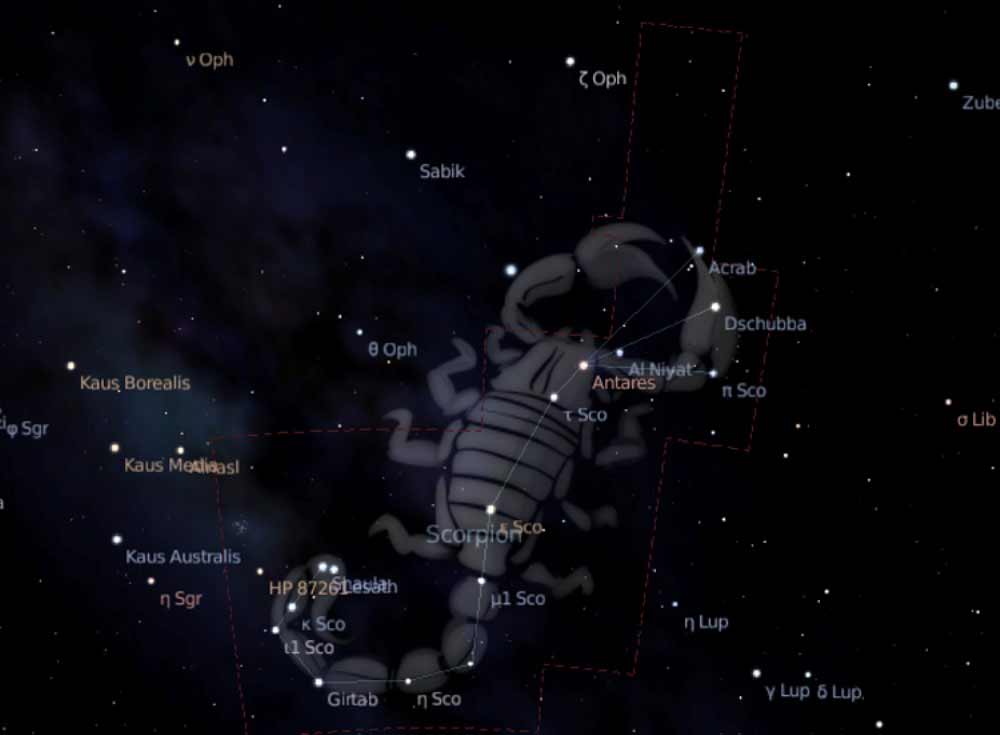 ν Oph
ζ Oph
Zube
Sabik
Acrab
Dschubba
θ Oph
Al Niyat
Kaus Borealis
Antares
π Sco
τ Sco
σ Lib
φ Sgr
Kaus Media
Alnasl
ε Sco
Scorpion
Kaus Australis
Shaula
Lesath
HP 87261
η Sgr
μ1 Sco
κ Sco
η Lup
ι1 Sco
Girtab
η Sco
γ Lup
δ Lup